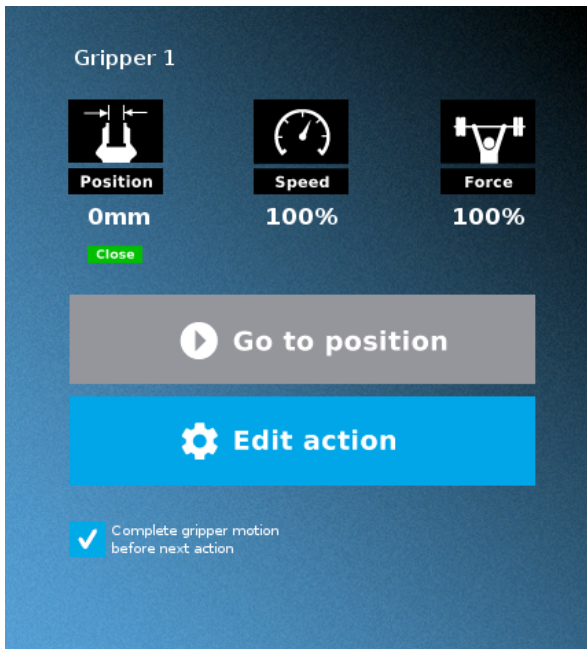 Gripper 1
Position
Speed
Force
0mm
100%
100%
Close
Go to position
Edit action
Complete gripper motion
before next action